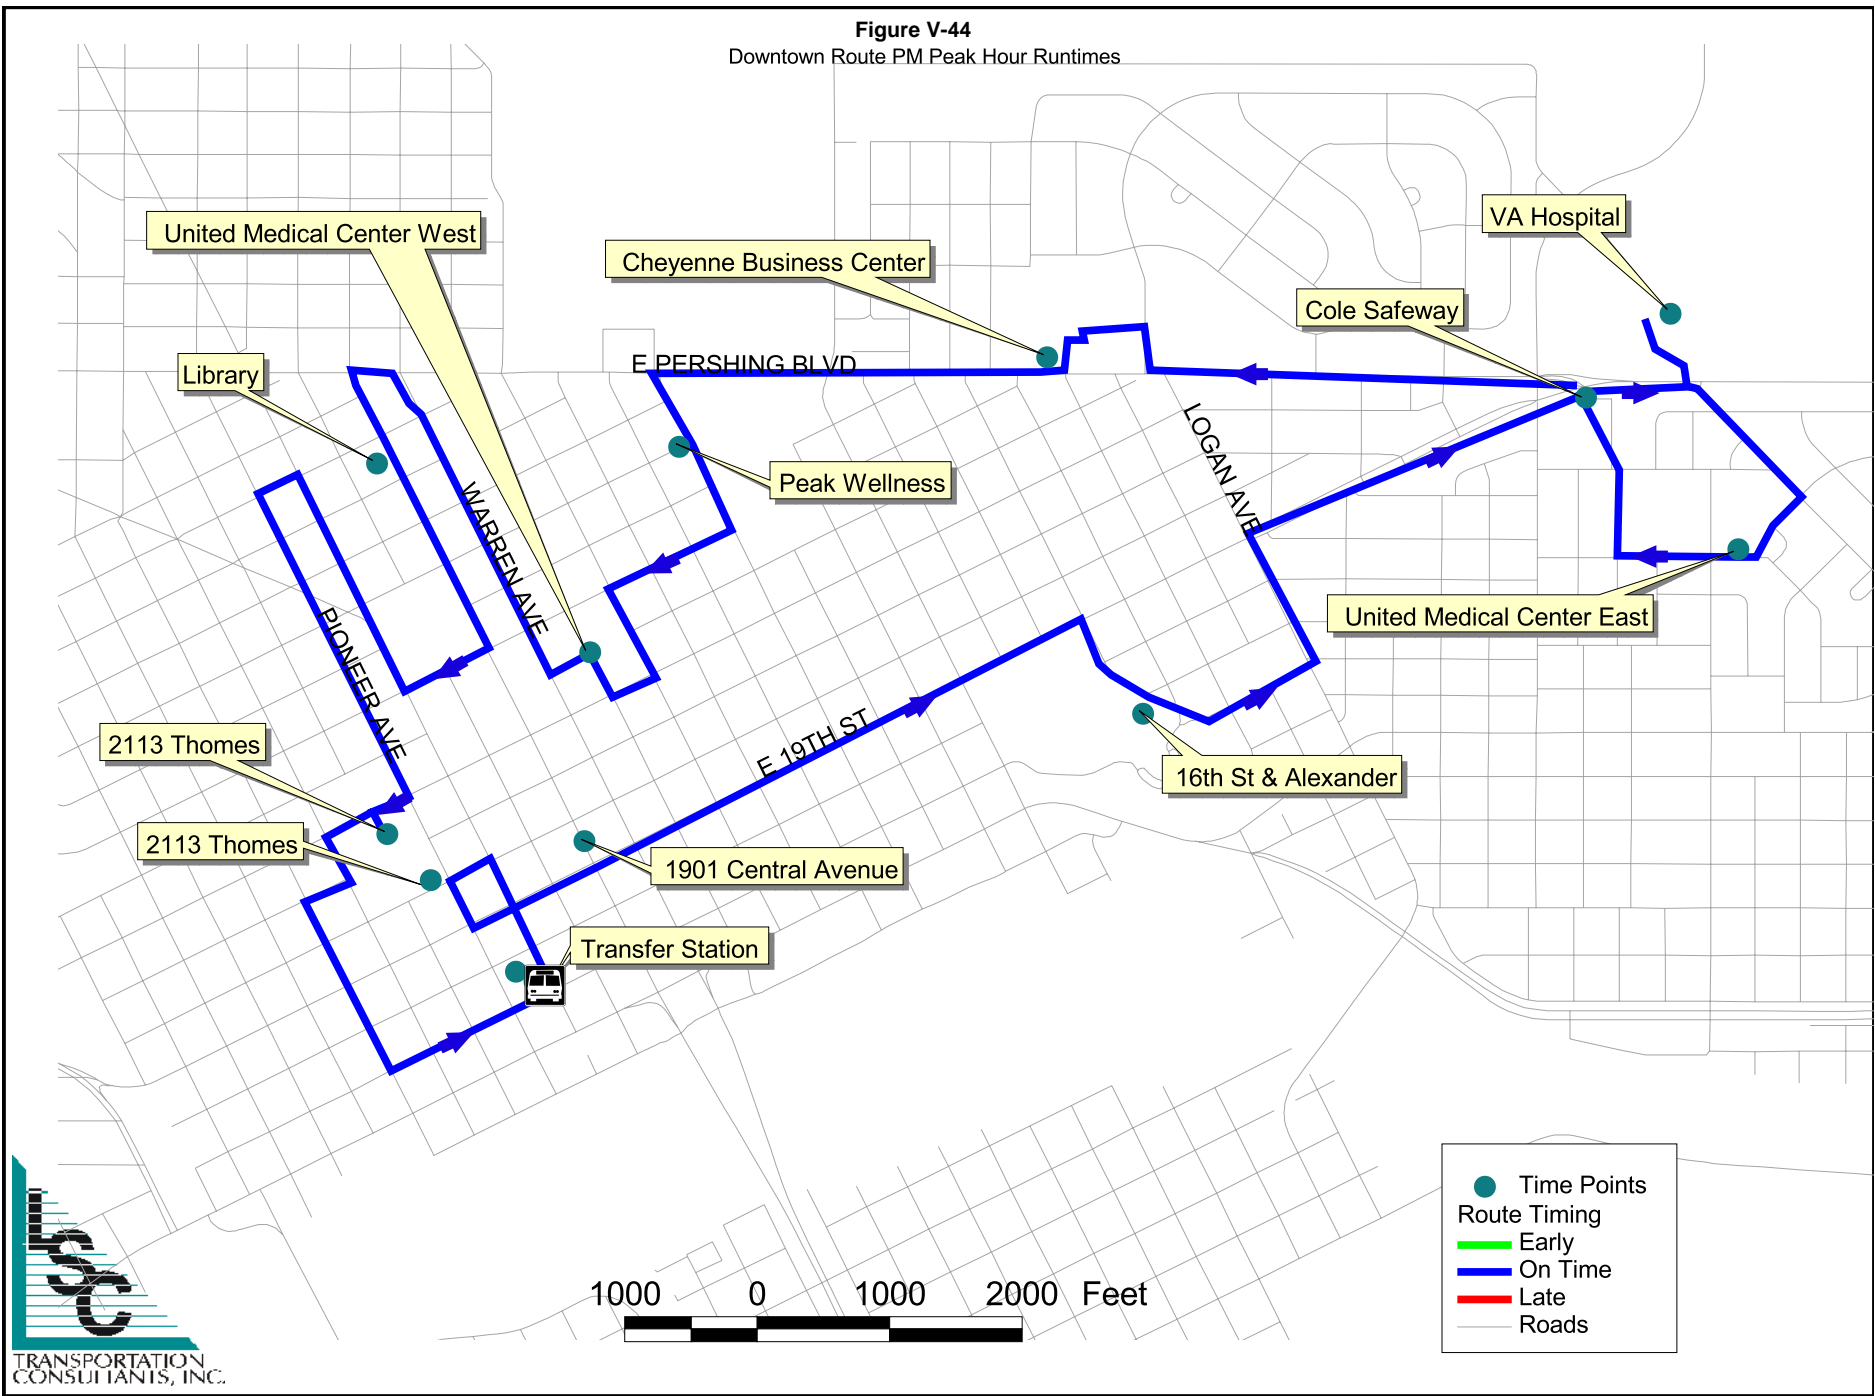 Figure V-44
Downtown Route PM Peak Hour Runtimes
VA Hospital
United Medical Center West
Cheyenne Business Center
Cole Safeway
E PERSHING BLVD
Library
LOGAN AVE
Peak Wellness
WARREN AVE
United Medical Center East
PIONEER AVE
E 19TH ST
2113 Thomes
16th St & Alexander
2113 Thomes
1901 Central Avenue
Transfer Station
Time Points
Route Timing
Early
On Time
Late
Roads
1000 0 1000 2000 Feet
LSC
TRANSPORTATION
CONSULTANTS, INC.